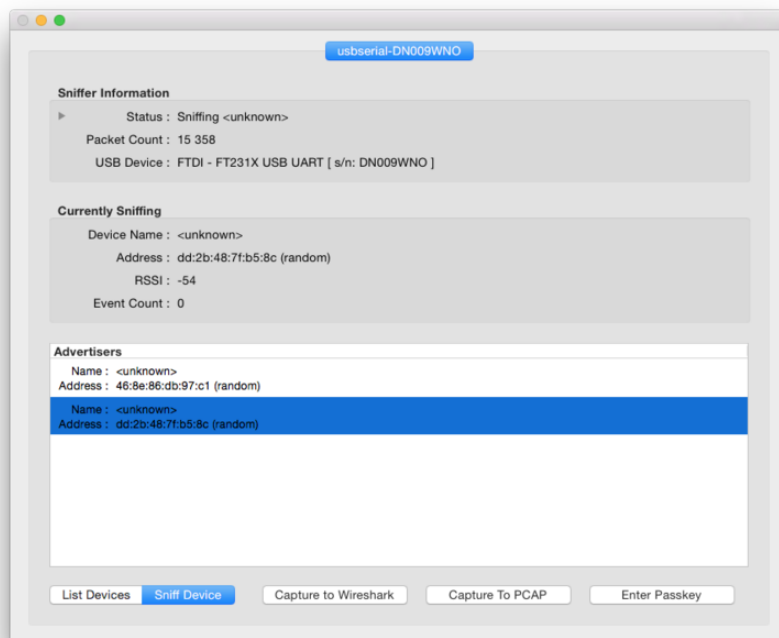 usbserial-DN009WNO
Sniffer Information
Status : Sniffing <unknown>
Packet Count : 15 358
USB Device : FTDI - FT231X USB UART [ s/n: DN009WNO ]
Currently Sniffing
Device Name : <unknown>
Address : dd:2b:48:7f:b5:8c (random)
RSSI : -54
Event Count : 0
Advertisers
Name : <unknown>
Address : 46:8e:86:db:97:c1 (random)
Name : <unknown>
Address : dd:2b:48:7f:b5:8c (random)
List Devices Sniff Device Capture to Wireshark Capture To PCAP Enter Passkey